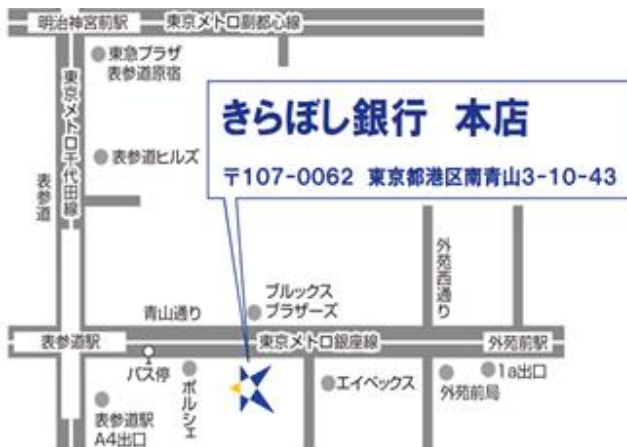 明治神宮前駅
東京メトロ副都心線
東急プラザ
表参道原宿
東京メトロ千代田線
きらぼし銀行 本店
〒107-0062 東京都港区南青山3-10-43
表参道ヒルズ
表参道
外苑西通り
ブルックス
ブラザーズ
青山通り
表参道駅
東京メトロ銀座線
外苑前駅
バス停
ポルシェ
エイベックス
1a出口
外苑前局
表参道駅
A4出口